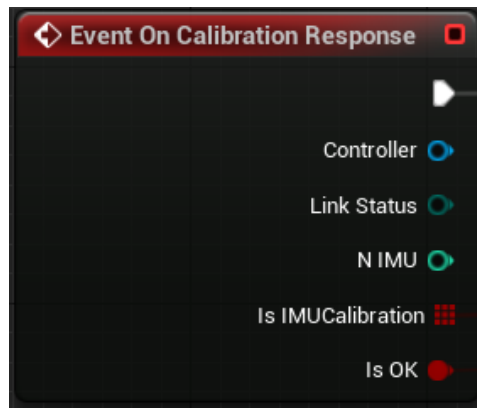 Event On Calibration Response
Controller
Link Status
N IMU
Is IMUCalibration
Is OK